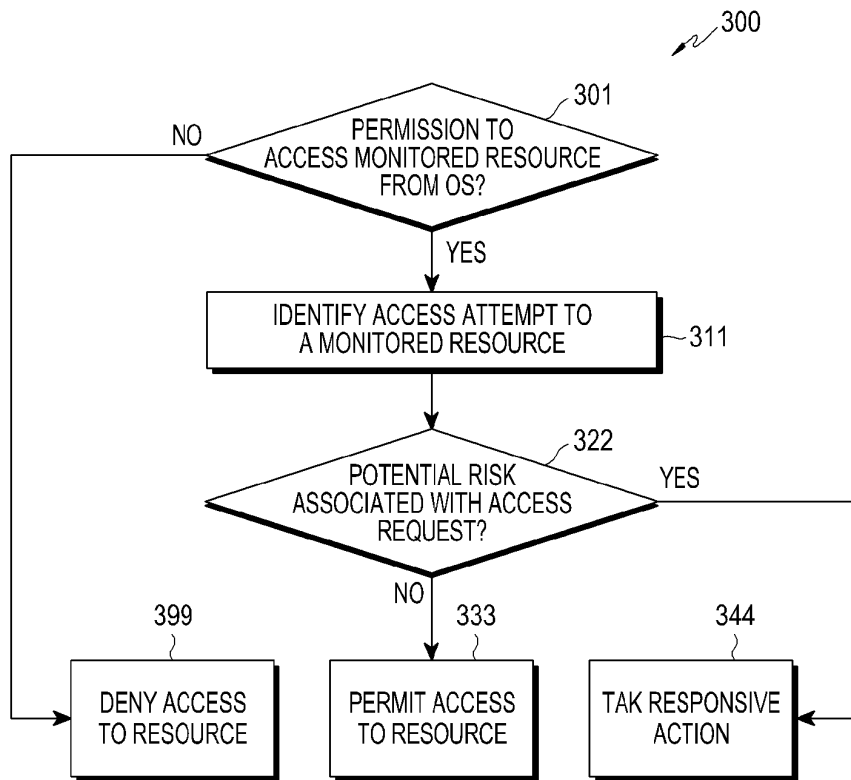 300
301
NO
PERMISSION TO
ACCESS MONITORED RESOURCE
FROM OS?
YES
IDENTIFY ACCESS ATTEMPT TO
A MONITORED RESOURCE
311
322
POTENTIAL RISK
ASSOCIATED WITH ACCESS
REQUEST?
YES
NO
399
333
344
DENY ACCESS
TO RESOURCE
PERMIT ACCESS
TO RESOURCE
TAK RESPONSIVE
ACTION